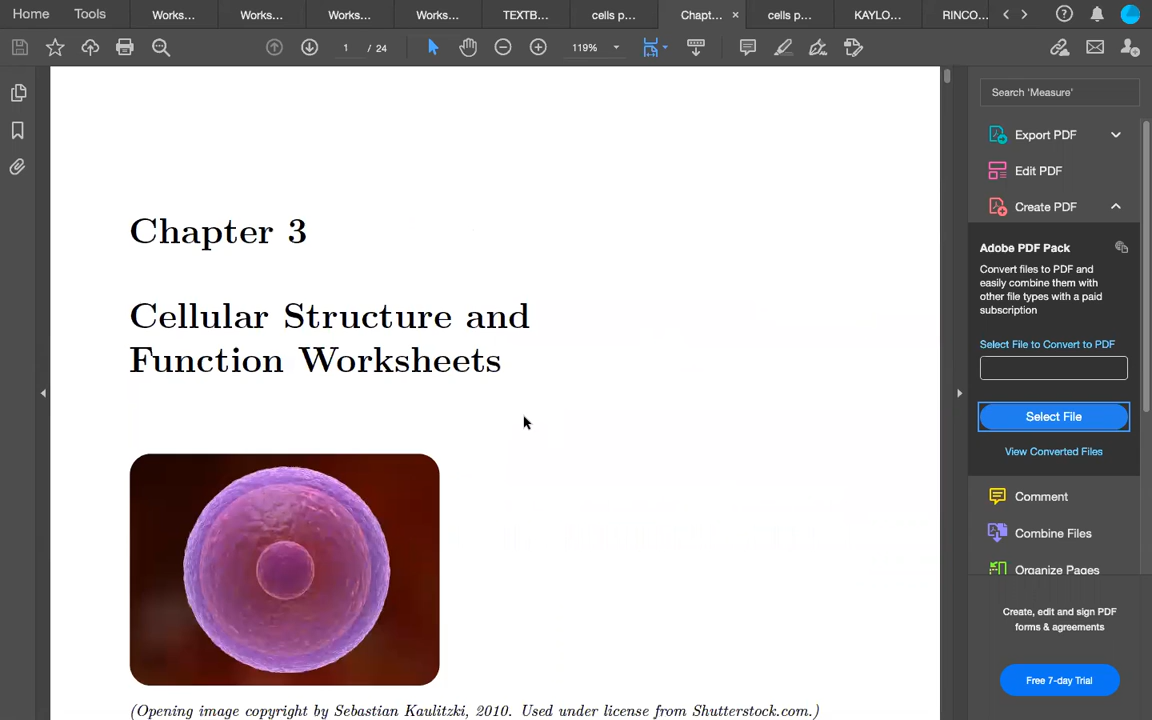 Home Tools Works... Works... Works... Works... TEXTB... cells p... Chapt... × cells p... KAYLO... RINCO...
1 / 24 119%
Search 'Measure'
Export PDF
Edit PDF
Create PDF
Adobe PDF Pack
Convert files to PDF and
easily combine them with
other file types with a paid
subscription
Select File to Convert to PDF
Select File
View Converted Files
Comment
Combine Files
Organize Pages
Create, edit and sign PDF
forms & agreements
Free 7-day Trial
Chapter 3
Cellular Structure and
Function Worksheets
(Opening image copyright by Sebastian Kaulitzki, 2010. Used under license from Shutterstock.com.)